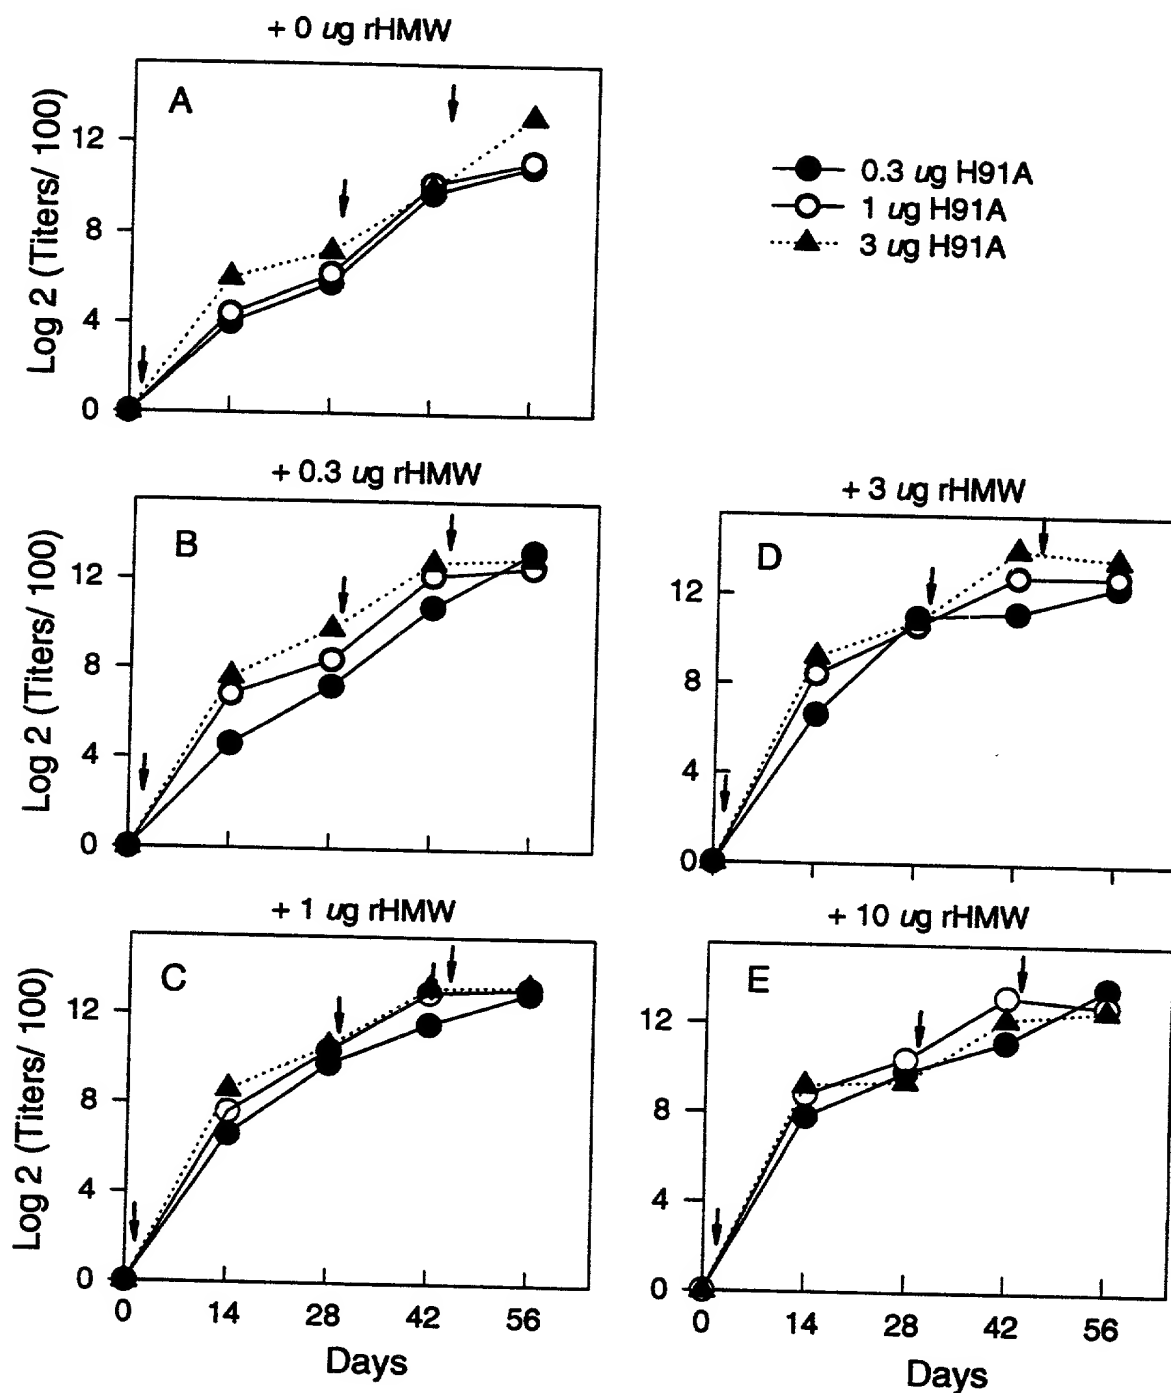 + 0 ug rHMW
A
Log 2 (Titers/ 100)
12
8
4
0
0.3 ug H91A
1 ug H91A
3 ug H91A
+ 0.3 ug rHMW
B
Log 2 (Titers/ 100)
12
8
4
0
+ 3 ug rHMW
D
12
8
4
0
+ 1 ug rHMW
C
Log 2 (Titers/ 100)
12
8
4
0
0 14 28 42 56
Days
+ 10 ug rHMW
E
12
8
4
0
0 14 28 42 56
Days